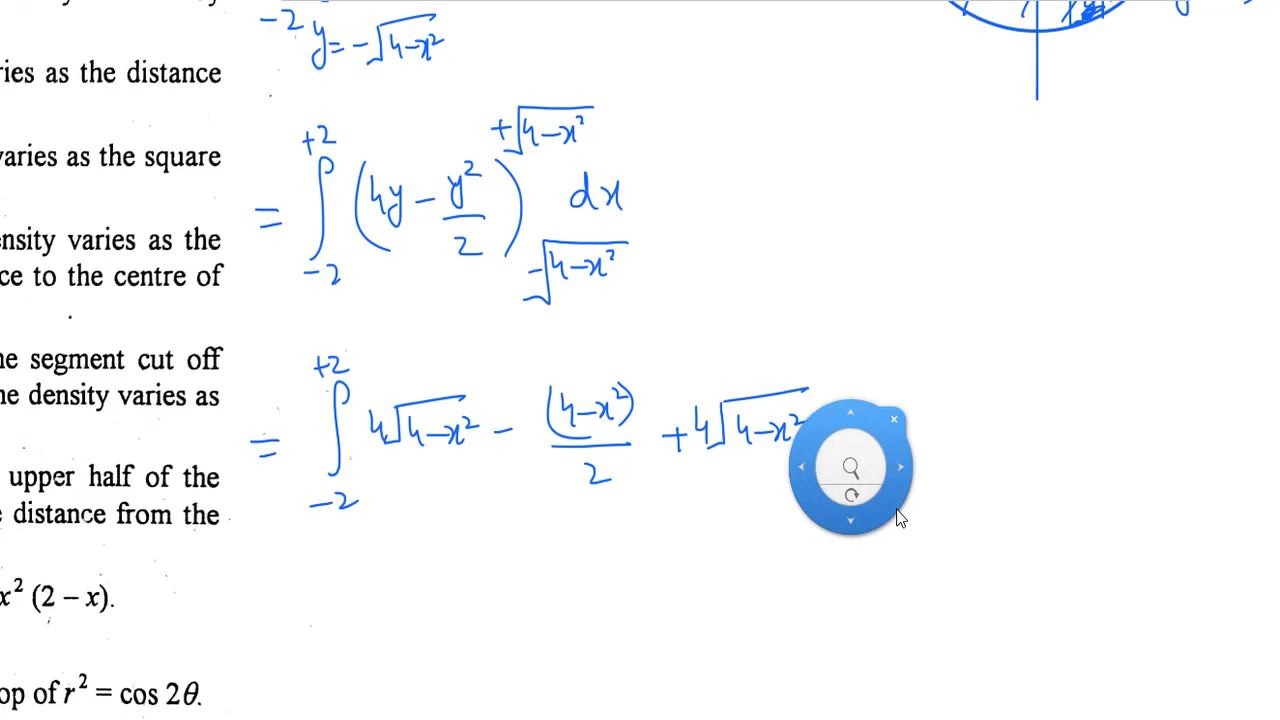 -2 y = -√(4-x²)
ries as the distance
varies as the square
= ∫_{-2}^{+2} (4y - y²/2)_{-√(4-x²)}^{+√(4-x²)} dx
ensity varies as the
ce to the centre of
ne segment cut off
ne density varies as
= ∫_{-2}^{+2} 4√(4-x²) - (4-x²)/2 + 4√(4-x²)
upper half of the
e distance from the
x² (2 – x).
op of r² = cos 2θ.